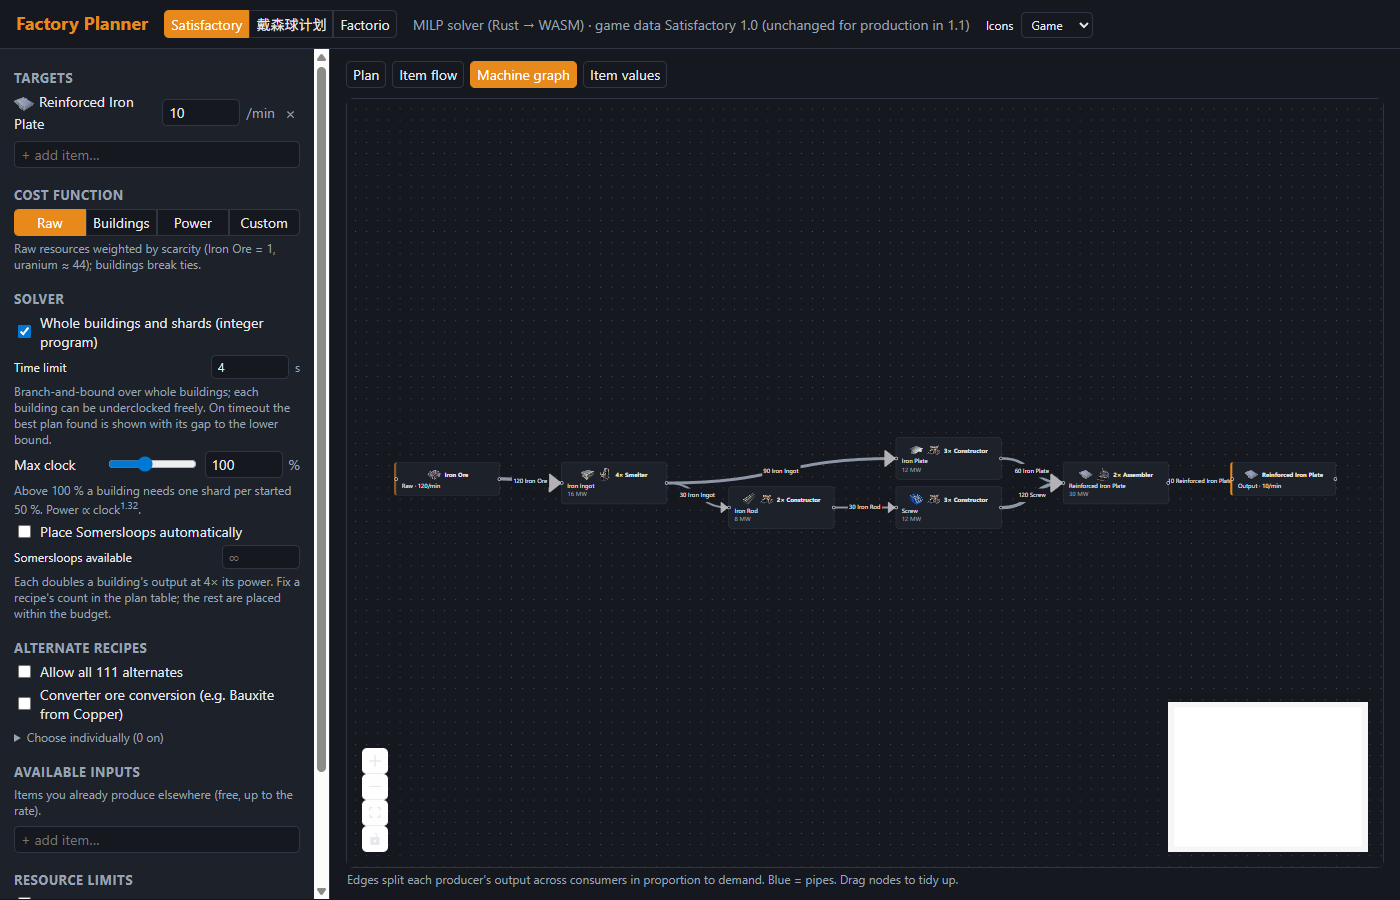 Factory Planner
Satisfactory
戴森球计划
Factorio
MILP solver (Rust → WASM) · game data Satisfactory 1.0 (unchanged for production in 1.1)
Icons
Game
TARGETS
Reinforced Iron
Plate
10
/min
×
+ add item...
COST FUNCTION
Raw
Buildings
Power
Custom
Raw resources weighted by scarcity (Iron Ore = 1,
uranium ≈ 44); buildings break ties.
SOLVER
Whole buildings and shards (integer
program)
Time limit
4
s
Branch-and-bound over whole buildings; each
building can be underclocked freely. On timeout the
best plan found is shown with its gap to the lower
bound.
Max clock
100
%
Above 100 % a building needs one shard per started
50 %. Power ∝ clock1.32.
Place Somersloops automatically
Somersloops available
∞
Each doubles a building's output at 4× its power. Fix a
recipe's count in the plan table; the rest are placed
within the budget.
ALTERNATE RECIPES
Allow all 111 alternates
Converter ore conversion (e.g. Bauxite
from Copper)
Choose individually (0 on)
AVAILABLE INPUTS
Items you already produce elsewhere (free, up to the
rate).
+ add item...
RESOURCE LIMITS
Plan
Item flow
Machine graph
Item values
Iron Ore
Raw · 120/min
120 Iron Ore
4× Smelter
Iron Ingot
16 MW
90 Iron Ingot
30 Iron Ingot
2× Constructor
Iron Rod
8 MW
30 Iron Rod
3× Constructor
Iron Plate
12 MW
3× Constructor
Screw
12 MW
60 Iron Plate
120 Screw
2× Assembler
Reinforced Iron Plate
30 MW
10 Reinforced Iron Plate
Reinforced Iron Plate
Output · 10/min
Edges split each producer's output across consumers in proportion to demand. Blue = pipes. Drag nodes to tidy up.